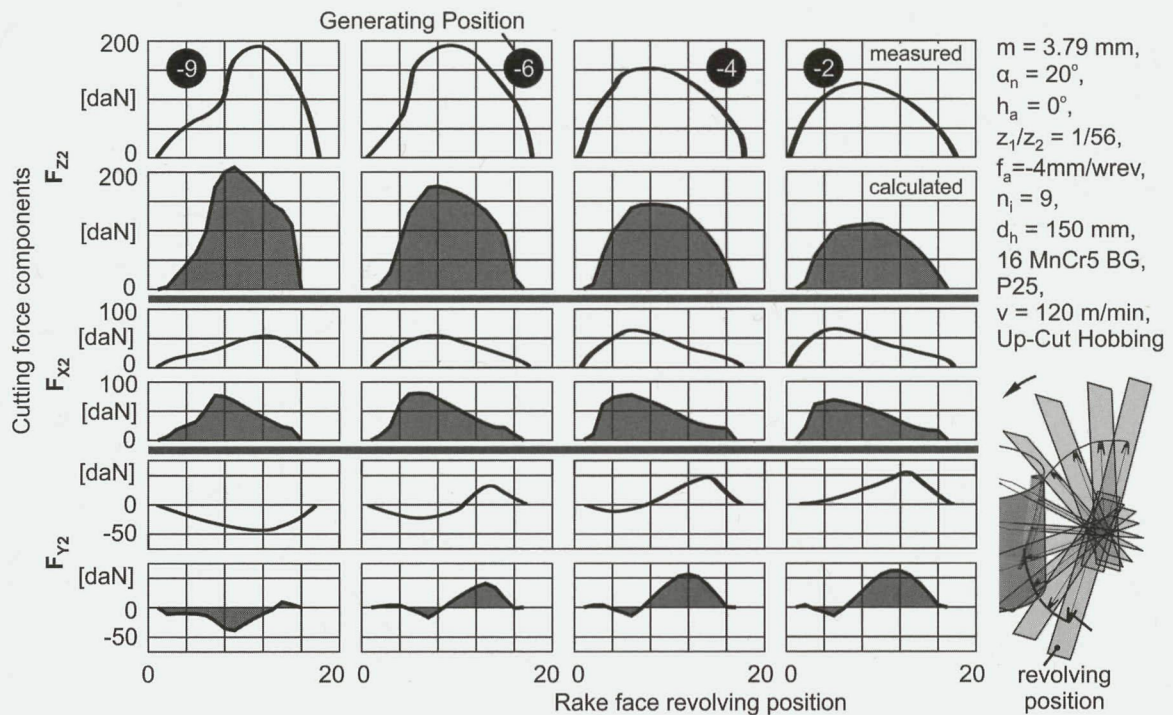 Generating Position
Cutting force components
F_Z2
200
[daN]
0
-9
-6
-4
-2
measured
200
[daN]
0
calculated
F_X2
100
[daN]
0
100
[daN]
0
F_Y2
[daN]
0
-50
[daN]
0
-50
0 20 0 20 0 20
Rake face revolving position
m = 3.79 mm,
α_n = 20°,
h_a = 0°,
z_1/z_2 = 1/56,
f_a=-4mm/wrev,
n_i = 9,
d_h = 150 mm,
16 MnCr5 BG,
P25,
v = 120 m/min,
Up-Cut Hobbing
revolving
position